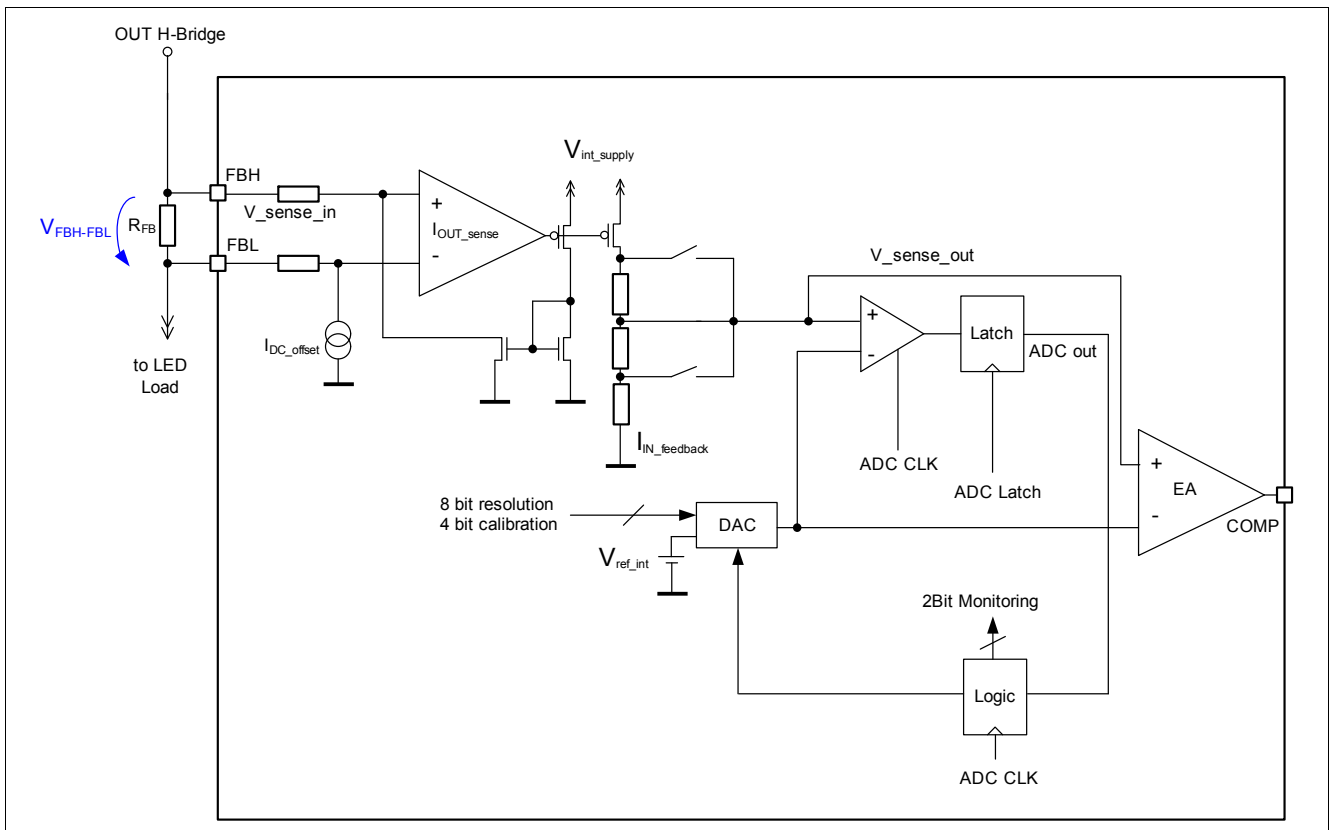 OUT H-Bridge
FBH
V_sense_in
V_FBH-FBL
R_FB
FBL
to LED
Load
I_DC_offset
+
I_OUT_sense
-
V_int_supply
I_IN_feedback
V_sense_out
+
-
Latch
ADC out
ADC CLK
ADC Latch
+
EA
-
COMP
8 bit resolution
4 bit calibration
DAC
V_ref_int
2Bit Monitoring
Logic
ADC CLK